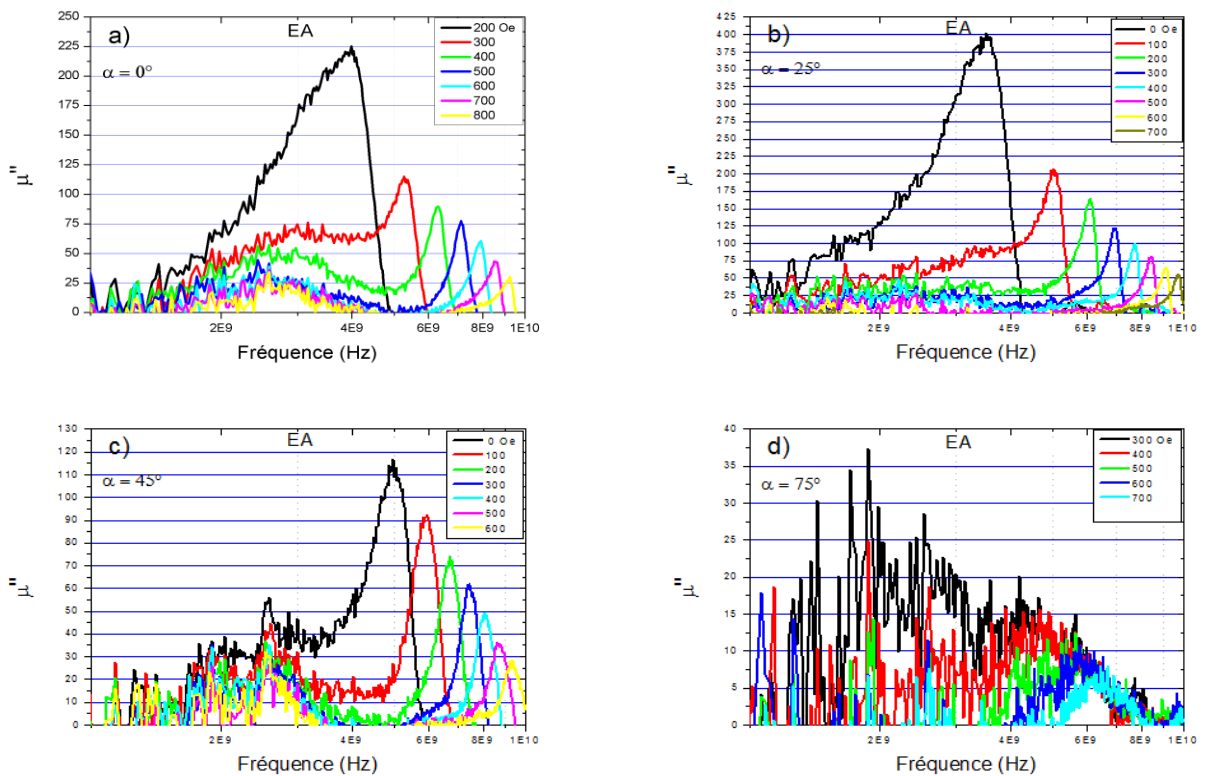 a)
EA
α = 0°
200 Oe
300
400
500
600
700
800
250
225
200
175
150
125
100
75
50
25
0
μ"
2E9 4E9 6E9 8E9 1E10
Fréquence (Hz)
b)
EA
α = 25°
0 Oe
100
200
300
400
500
600
700
425
400
375
350
325
300
275
250
225
200
175
150
125
100
75
50
25
0
μ"
2E9 4E9 6E9 8E9 1E10
Fréquence (Hz)
c)
EA
α = 45°
0 Oe
100
200
300
400
500
600
130
120
110
100
90
80
70
60
50
40
30
20
10
0
μ"
2E9 4E9 6E9 8E9 1E10
Fréquence (Hz)
d)
EA
α = 75°
300 Oe
400
500
600
700
40
35
30
25
20
15
10
5
0
μ"
2E9 4E9 6E9 8E9 1E10
Fréquence (Hz)